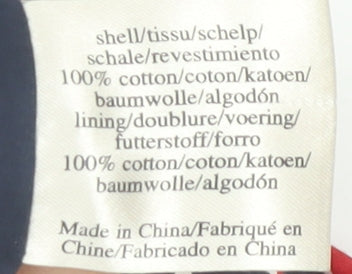 shell/tissu/schelp/
schale/revestimiento
100% cotton/coton/katoen/
baumwolle/algodón
lining/doublure/voering/
futterstoff/forro
100% cotton/coton/katoen/
baumwolle/algodón
Made in China/Fabriqué en
Chine/Fabricado en China